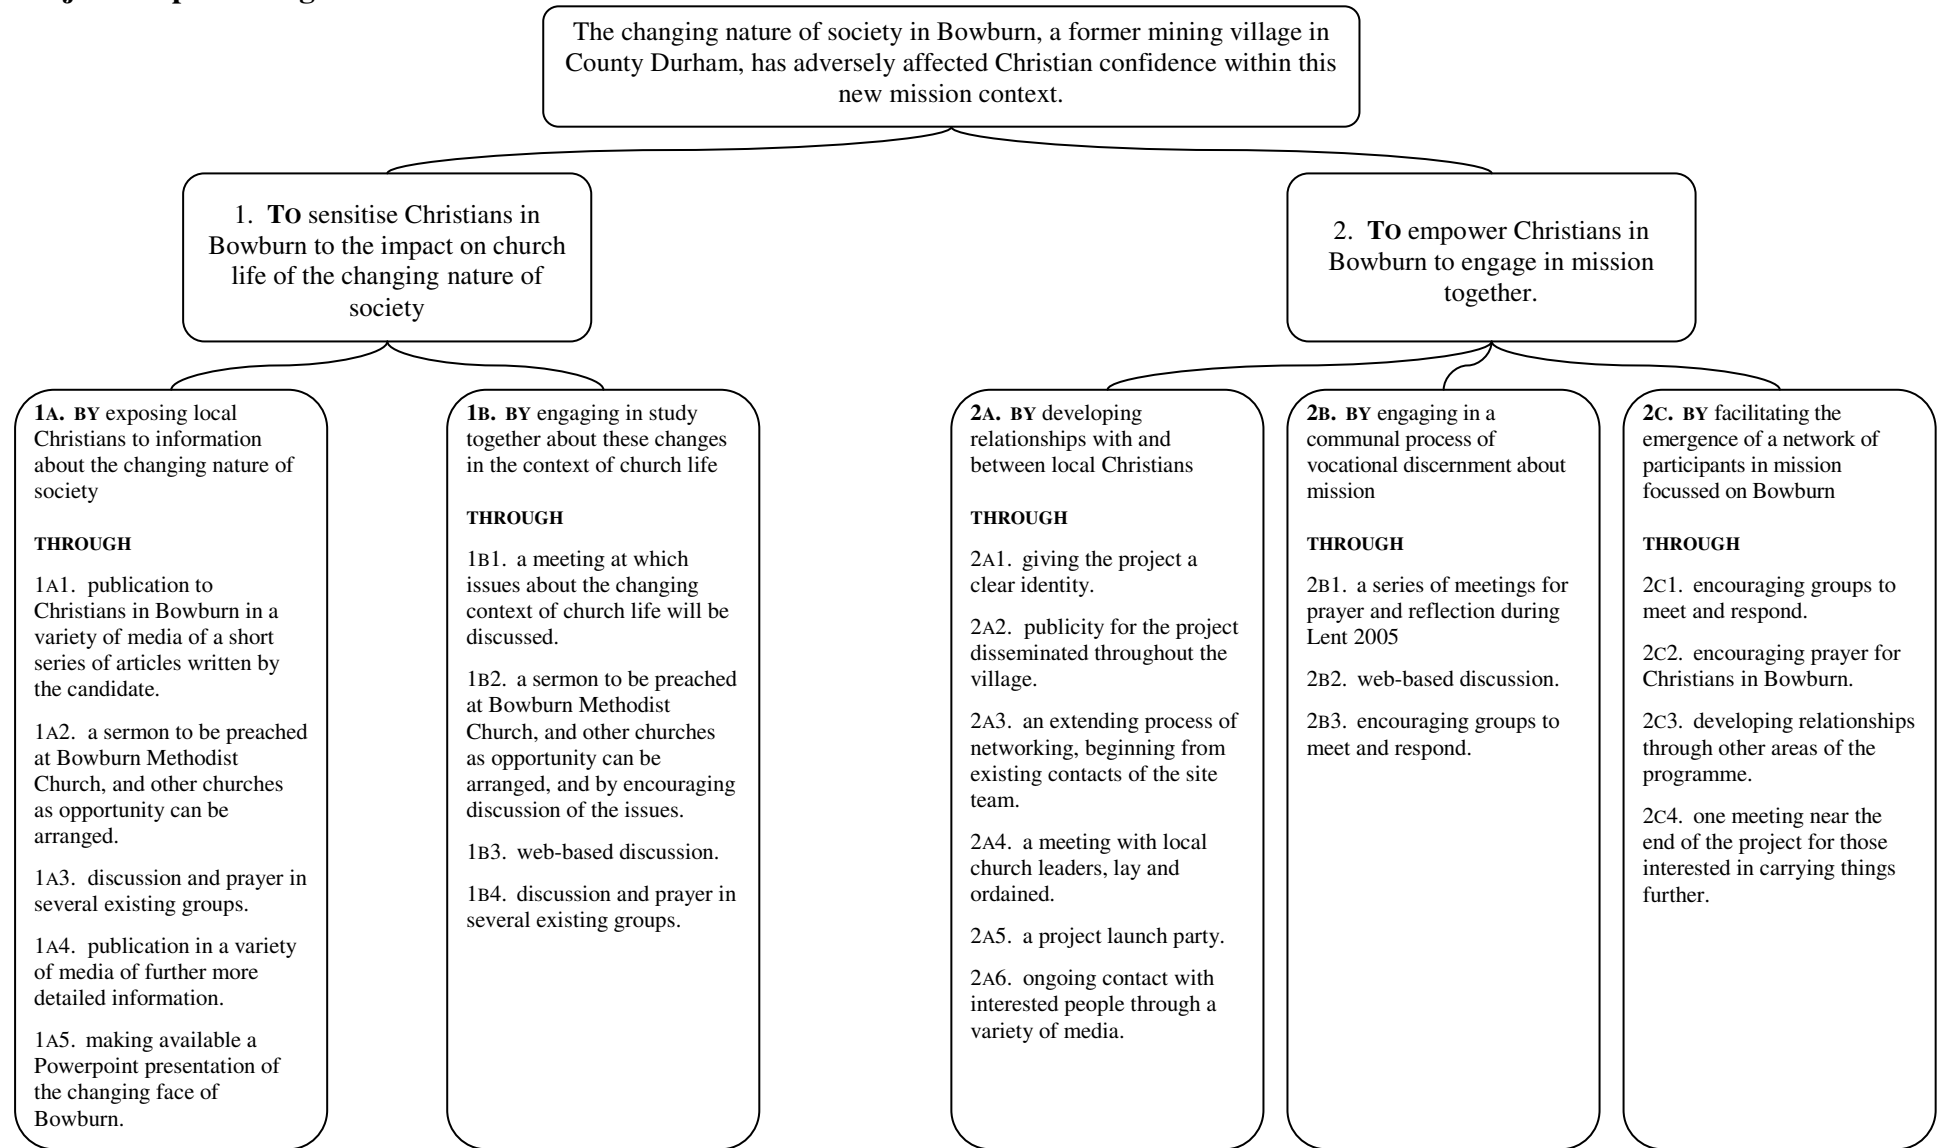 The changing nature of society in Bowburn, a former mining village in
County Durham, has adversely affected Christian confidence within this
new mission context.
1. TO sensitise Christians in
Bowburn to the impact on church
life of the changing nature of
society
2. TO empower Christians in
Bowburn to engage in mission
together.
1A. BY exposing local
Christians to information
about the changing nature of
society
THROUGH
1A1. publication to
Christians in Bowburn in a
variety of media of a short
series of articles written by
the candidate.
1A2. a sermon to be preached
at Bowburn Methodist
Church, and other churches
as opportunity can be
arranged.
1A3. discussion and prayer in
several existing groups.
1A4. publication in a variety
of media of further more
detailed information.
1A5. making available a
Powerpoint presentation of
the changing face of
Bowburn.
1B. BY engaging in study
together about these changes
in the context of church life
THROUGH
1B1. a meeting at which
issues about the changing
context of church life will be
discussed.
1B2. a sermon to be preached
at Bowburn Methodist
Church, and other churches
as opportunity can be
arranged, and by encouraging
discussion of the issues.
1B3. web-based discussion.
1B4. discussion and prayer in
several existing groups.
2A. BY developing
relationships with and
between local Christians
THROUGH
2A1. giving the project a
clear identity.
2A2. publicity for the project
disseminated throughout the
village.
2A3. an extending process of
networking, beginning from
existing contacts of the site
team.
2A4. a meeting with local
church leaders, lay and
ordained.
2A5. a project launch party.
2A6. ongoing contact with
interested people through a
variety of media.
2B. BY engaging in a
communal process of
vocational discernment about
mission
THROUGH
2B1. a series of meetings for
prayer and reflection during
Lent 2005
2B2. web-based discussion.
2B3. encouraging groups to
meet and respond.
2C. BY facilitating the
emergence of a network of
participants in mission
focussed on Bowburn
THROUGH
2C1. encouraging groups to
meet and respond.
2C2. encouraging prayer for
Christians in Bowburn.
2C3. developing relationships
through other areas of the
programme.
2C4. one meeting near the
end of the project for those
interested in carrying things
further.